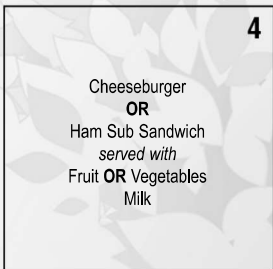 4
Cheeseburger
OR
Ham Sub Sandwich
served with
Fruit OR Vegetables
Milk